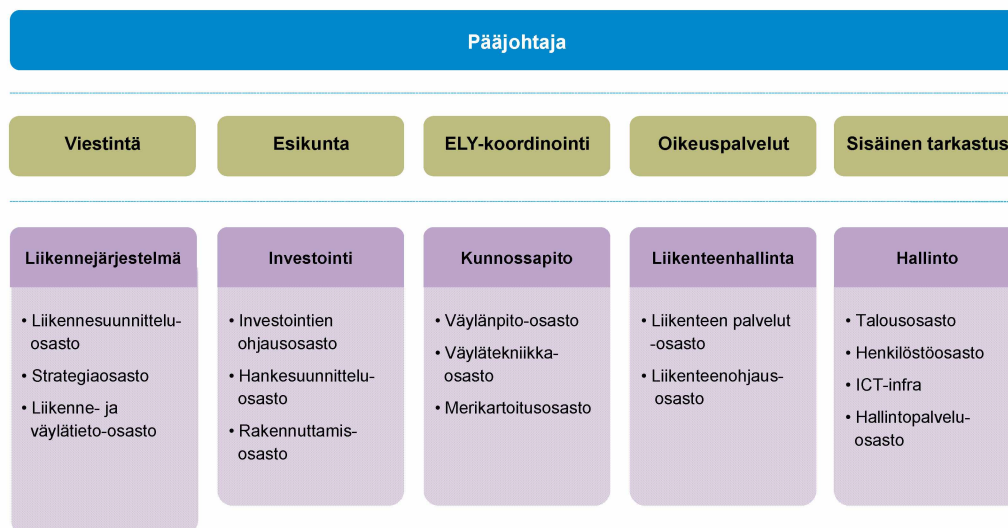 Pääjohtaja
Viestintä
Esikunta
ELY-koordinointi
Oikeuspalvelut
Sisäinen tarkastus
Liikennejärjestelmä
• Liikennesuunnittelu-
osasto
• Strategiaosasto
• Liikenne- ja
väylätieto-osasto
Investointi
• Investointien
ohjausosasto
• Hankesuunnittelu-
osasto
• Rakennuttamis-
osasto
Kunnossapito
• Väylänpito-osasto
• Väylätekniikka-
osasto
• Merikartoitusosasto
Liikenteenhallinta
• Liikenteen palvelut
-osasto
• Liikenteenohjaus-
osasto
Hallinto
• Talousosasto
• Henkilöstöosasto
• ICT-infra
• Hallintopalvelu-
osasto